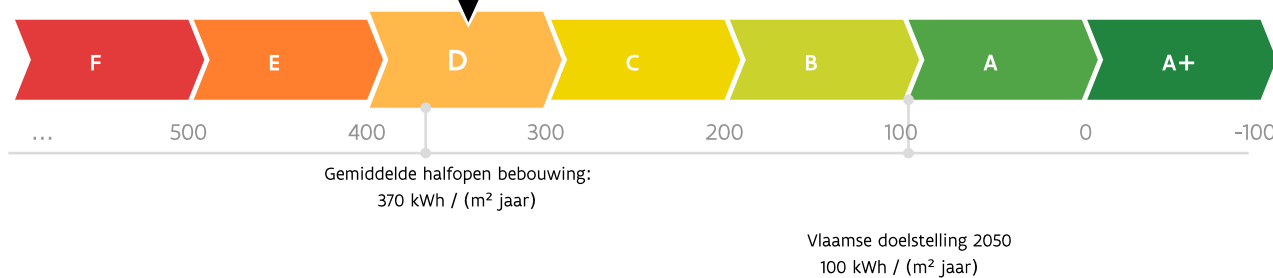 F E D C B A A+
... 500 400 300 200 100 0 -100
Gemiddelde halfopen bebouwing:
370 kWh / (m² jaar)
Vlaamse doelstelling 2050
100 kWh / (m² jaar)